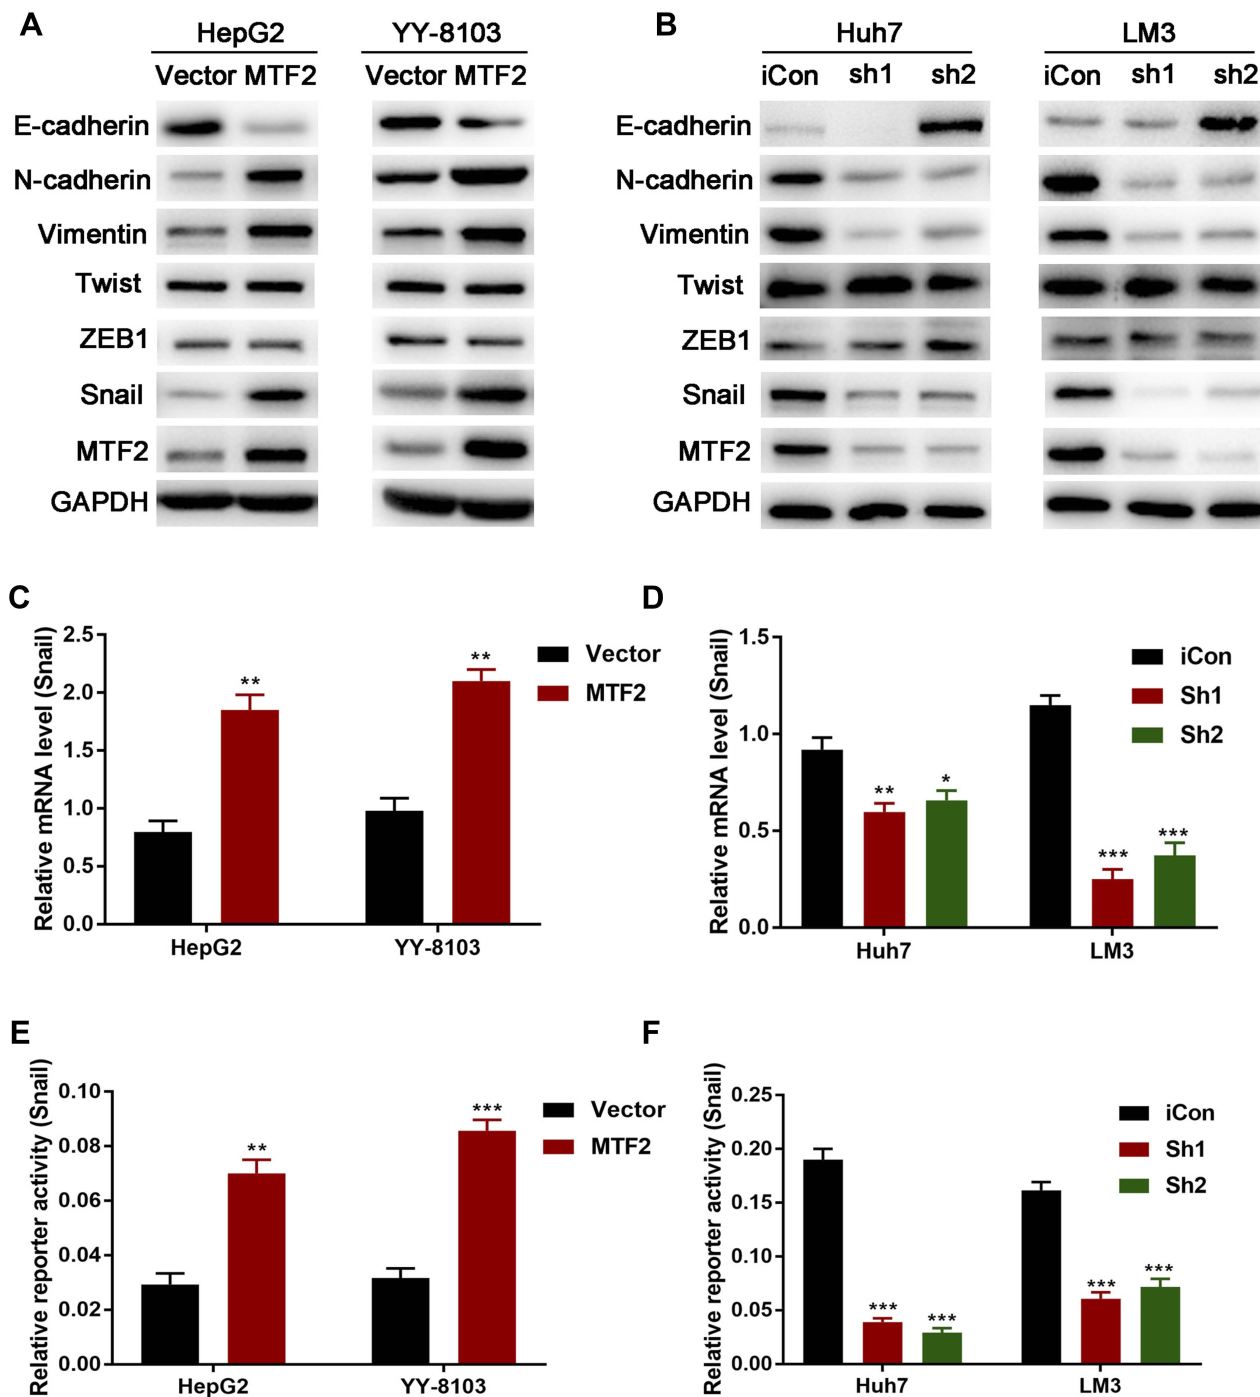 A
HepG2
YY-8103
Vector MTF2
Vector MTF2
E-cadherin
N-cadherin
Vimentin
Twist
ZEB1
Snail
MTF2
GAPDH
B
Huh7
LM3
iCon sh1 sh2
iCon sh1 sh2
E-cadherin
N-cadherin
Vimentin
Twist
ZEB1
Snail
MTF2
GAPDH
C
Relative mRNA level (Snail)
2.5
2.0
1.5
1.0
0.5
0.0
**
**
HepG2
YY-8103
Vector
MTF2
D
Relative mRNA level (Snail)
1.5
1.0
0.5
0.0
**
*
***
***
Huh7
LM3
iCon
Sh1
Sh2
E
Relative reporter activity (Snail)
0.10
0.08
0.06
0.04
0.02
0.00
**
***
HepG2
YY-8103
Vector
MTF2
F
Relative reporter activity (Snail)
0.25
0.20
0.15
0.10
0.05
0.00
***
***
***
***
Huh7
LM3
iCon
Sh1
Sh2